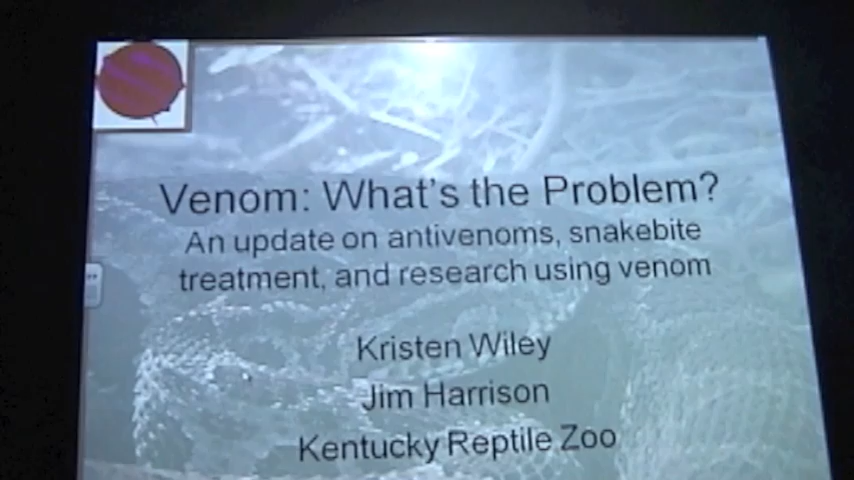 Venom: What's the Problem?
An update on antivenoms, snakebite
treatment, and research using venom
Kristen Wiley
Jim Harrison
Kentucky Reptile Zoo